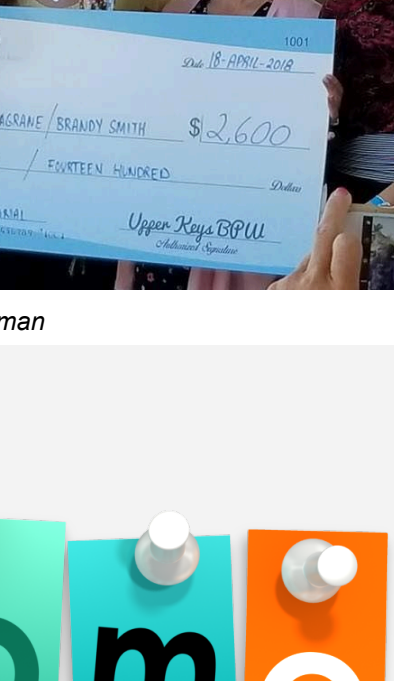 1001
Date 18-APRIL-2018
AGRANE/BRANDY SMITH $2,600
/ FOURTEEN HUNDRED Dollars
RIAL Upper Keys BPW
Authorized Signature
man
m